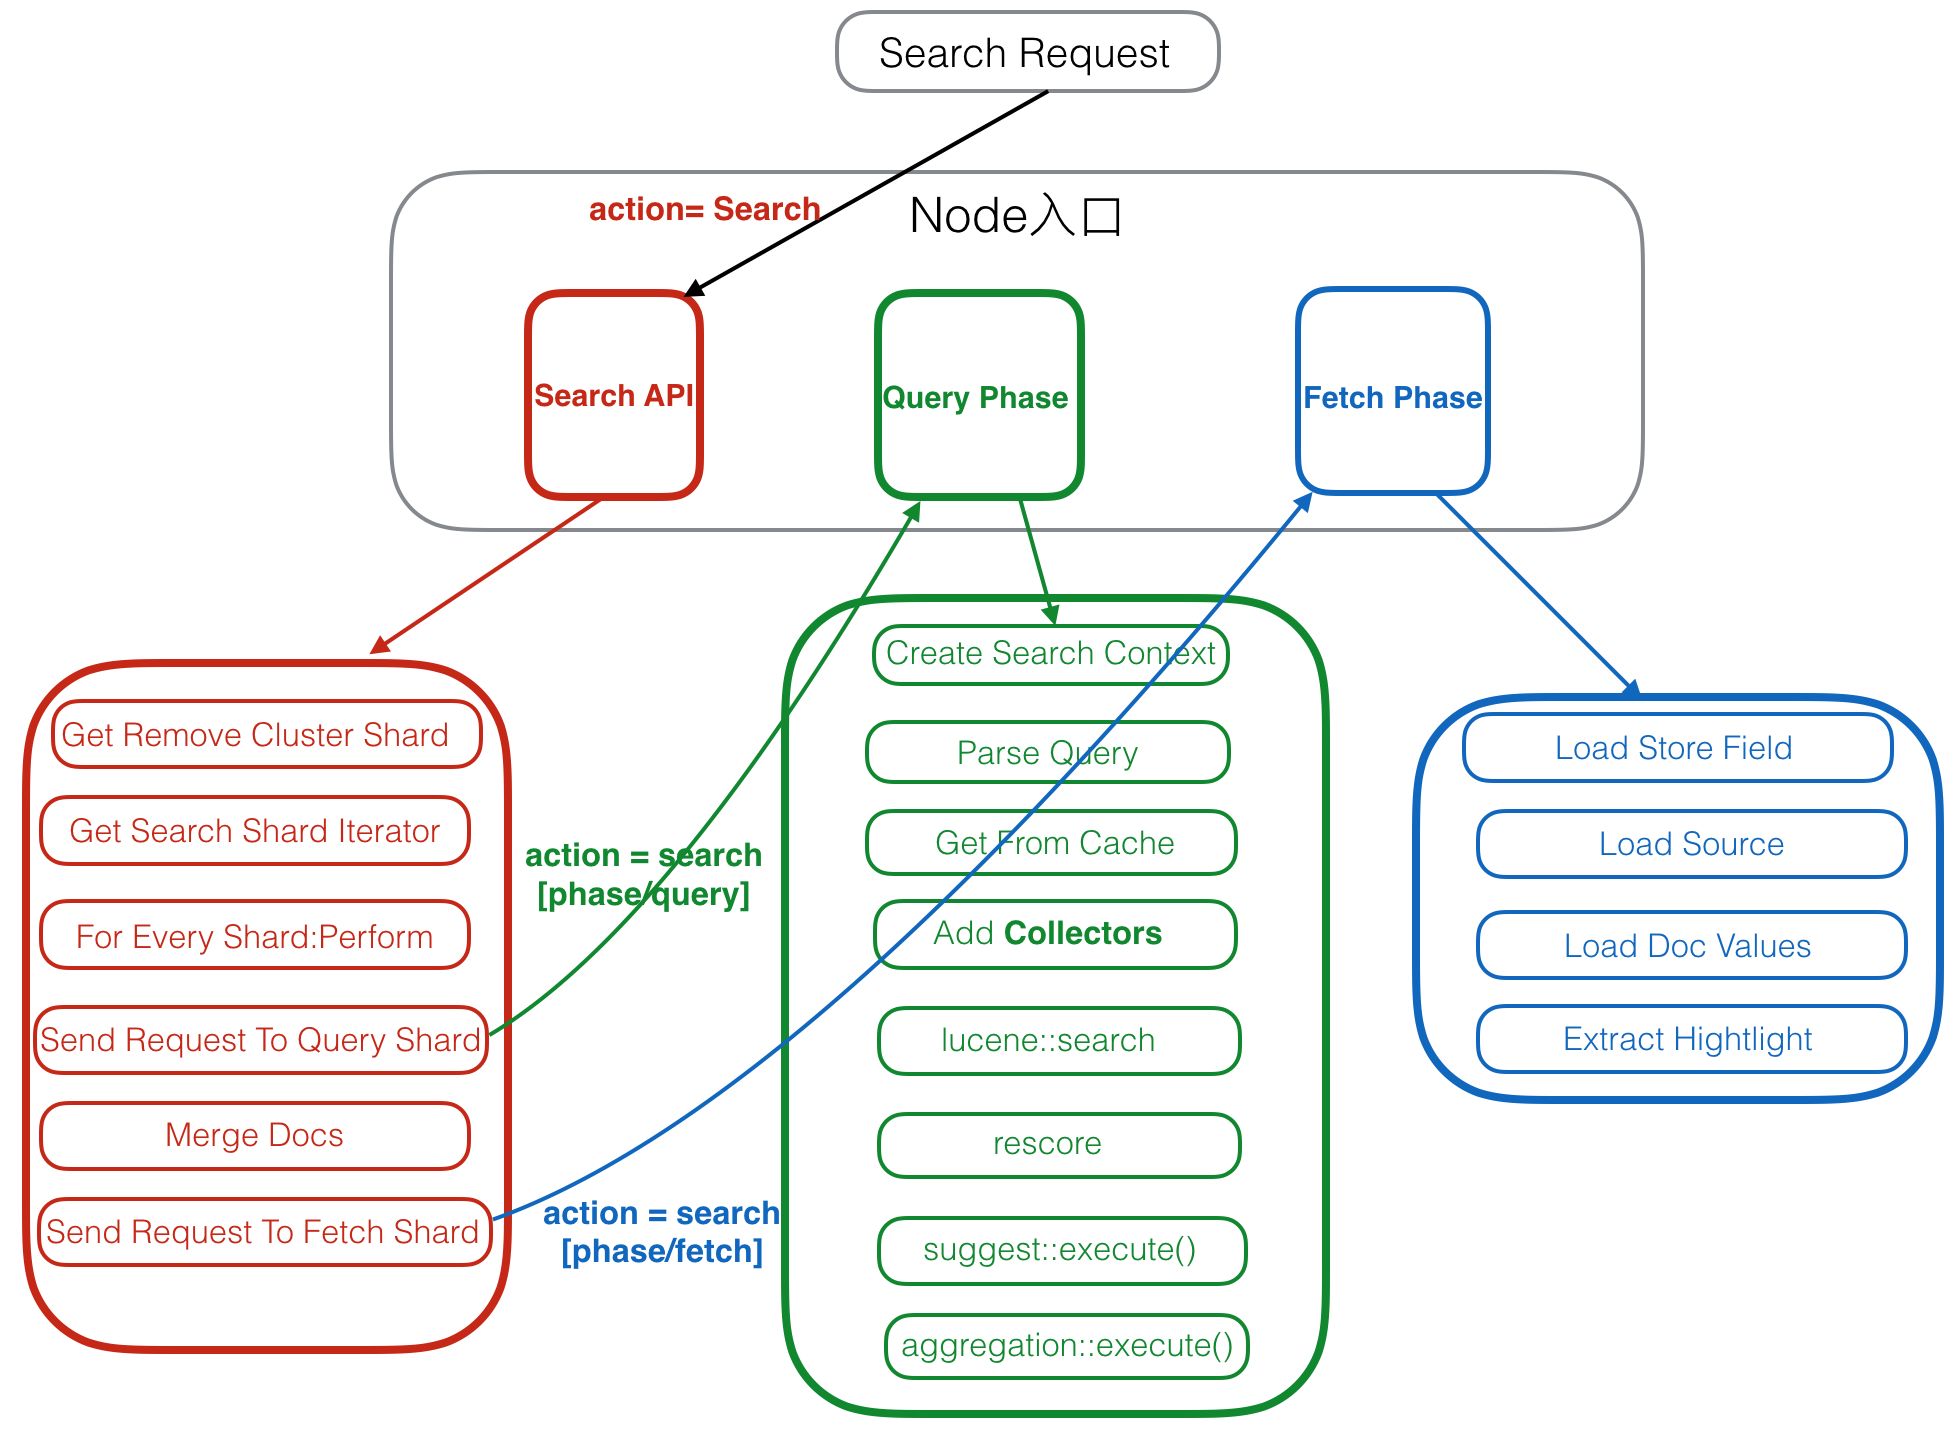 Search Request
action= Search
Node入口
Search API
Query Phase
Fetch Phase
Get Remove Cluster Shard
Get Search Shard Iterator
For Every Shard:Perform
Send Request To Query Shard
Merge Docs
Send Request To Fetch Shard
action = search
[phase/query]
action = search
[phase/fetch]
Create Search Context
Parse Query
Get From Cache
Add Collectors
lucene::search
rescore
suggest::execute()
aggregation::execute()
Load Store Field
Load Source
Load Doc Values
Extract Hightlight